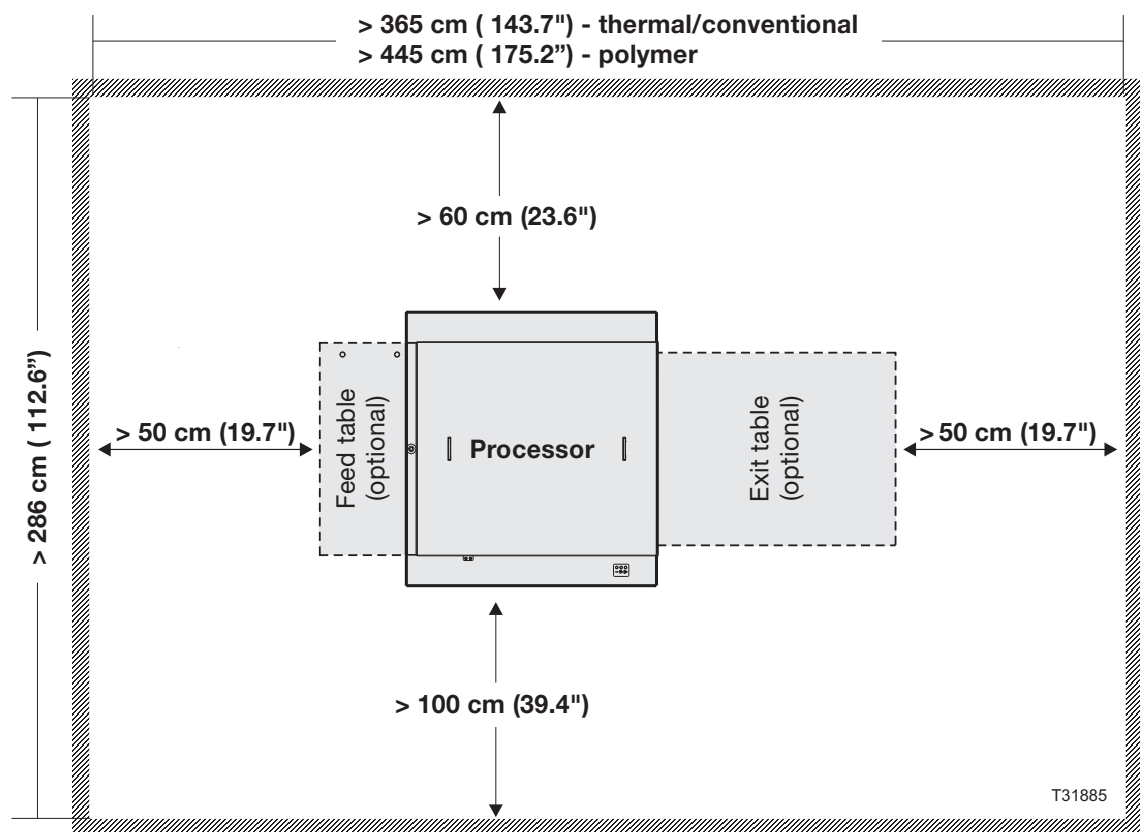 > 365 cm ( 143.7") - thermal/conventional
> 445 cm ( 175.2”) - polymer
> 60 cm (23.6")
> 286 cm ( 112.6”)
> 50 cm (19.7")
Feed table
(optional)
Processor
Exit table
(optional)
> 50 cm (19.7")
> 100 cm (39.4")
T31885